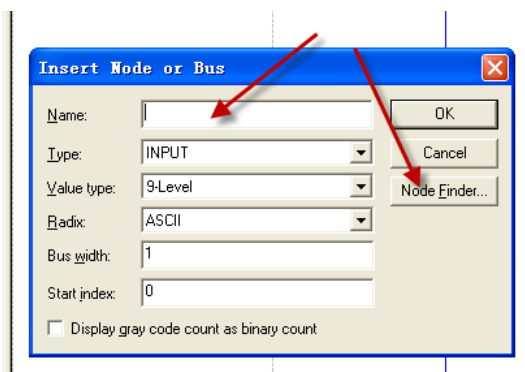 Insert Node or Bus
Name:
OK
Type:
INPUT
Cancel
Value type:
9-Level
Node Finder...
Radix:
ASCII
Bus width:
1
Start index:
0
Display gray code count as binary count